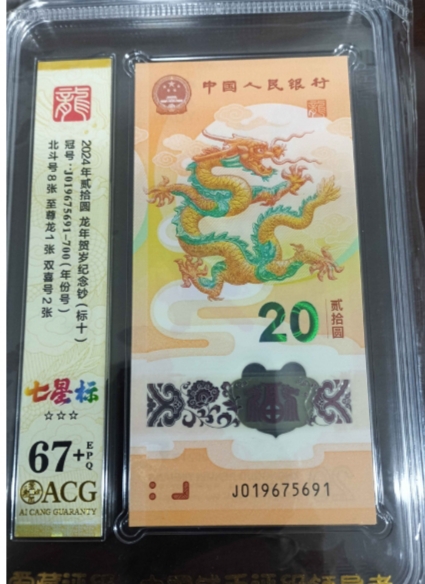 龍
2024年贰拾圆 龙年贺岁纪念钞（标十）
冠号：J019675691-700（年份号）
北斗号8张 至尊龙1张 双喜号2张
七星标
☆☆☆
67+ EPQ
ACG
AI CANG GUARANTY
中国人民银行
20
贰拾圆
J019675691